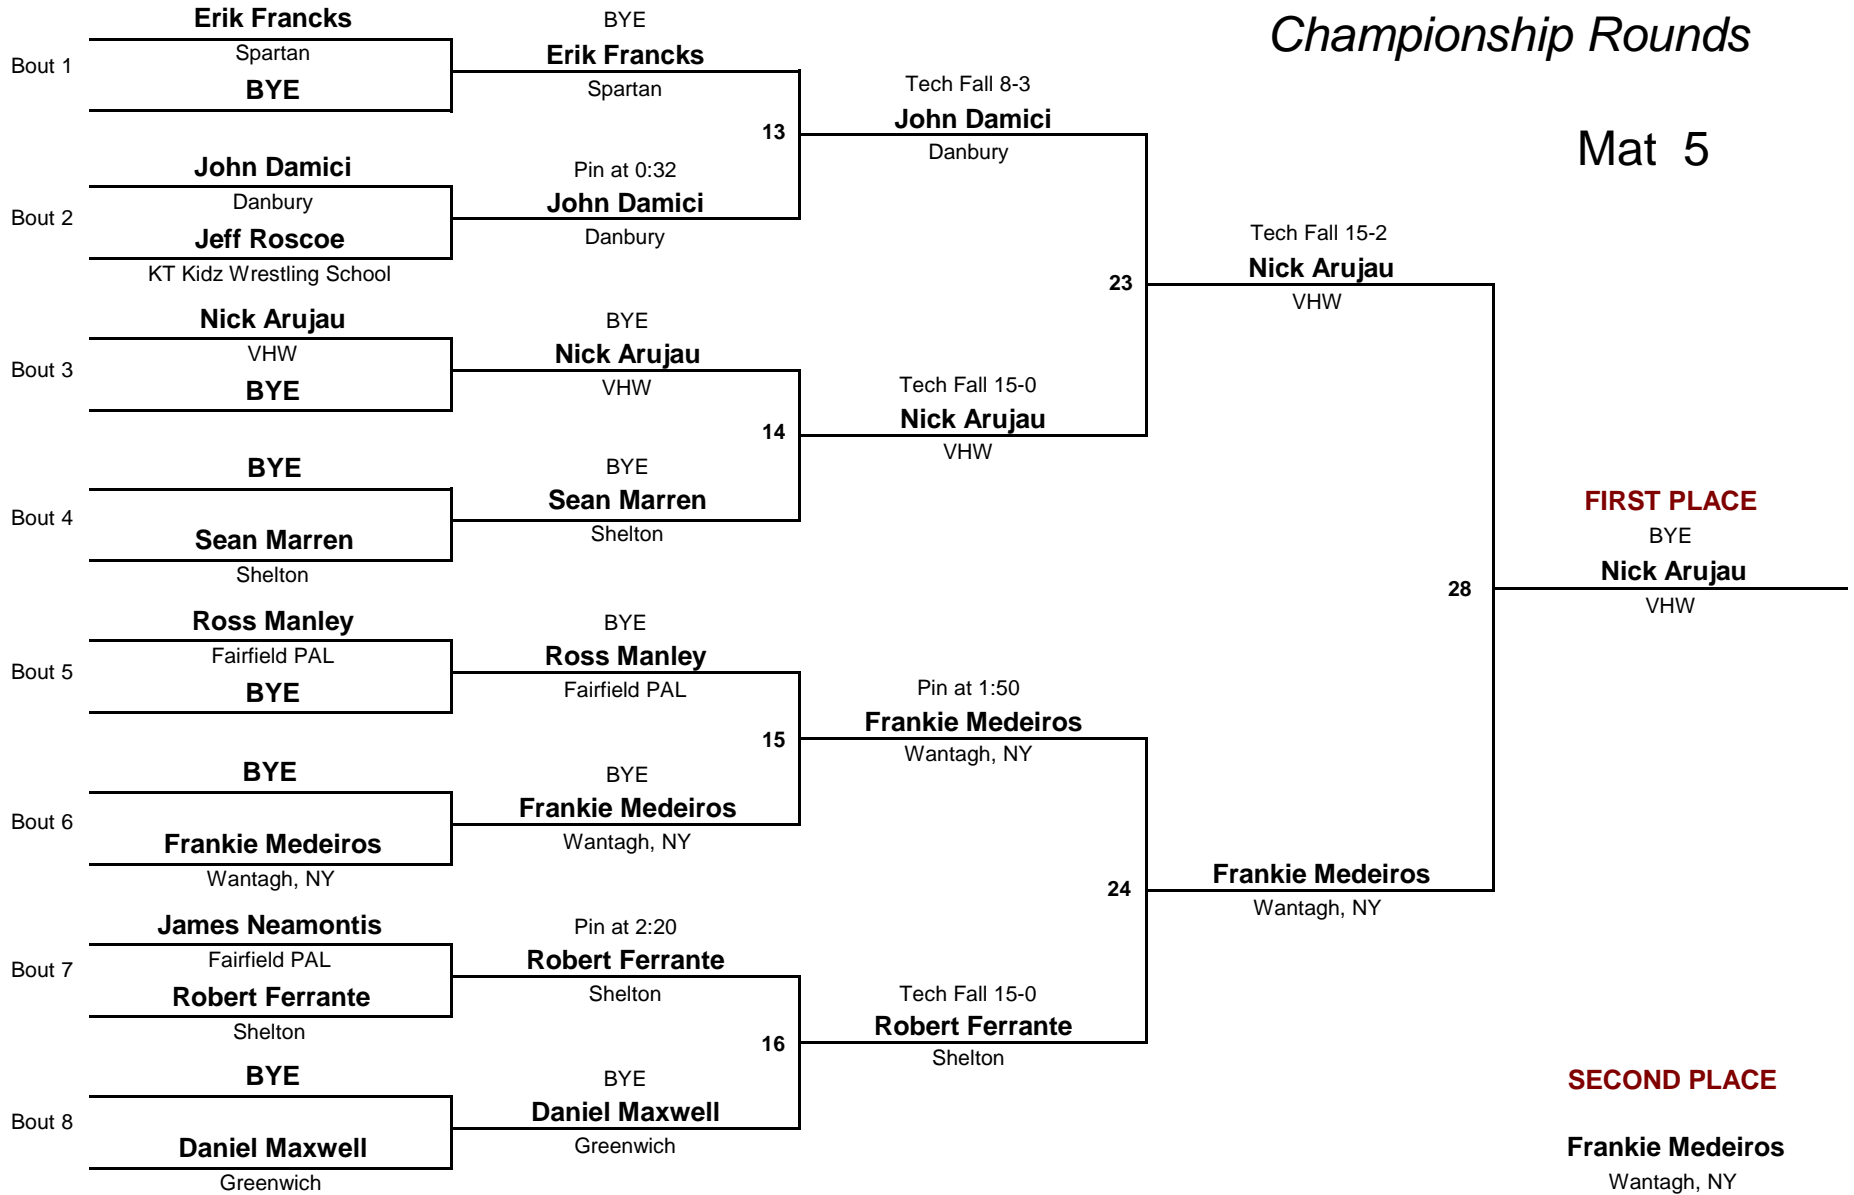 Championship Rounds
Mat 5
Bout 1
Erik Francks
Spartan
BYE
Bout 2
John Damici
Danbury
Jeff Roscoe
KT Kidz Wrestling School
Bout 3
Nick Arujau
VHW
BYE
Bout 4
BYE
Sean Marren
Shelton
Bout 5
Ross Manley
Fairfield PAL
BYE
Bout 6
BYE
Frankie Medeiros
Wantagh, NY
Bout 7
James Neamontis
Fairfield PAL
Robert Ferrante
Shelton
Bout 8
BYE
Daniel Maxwell
Greenwich
BYE
Erik Francks
Spartan
13
Pin at 0:32
John Damici
Danbury
BYE
Nick Arujau
VHW
14
BYE
Sean Marren
Shelton
BYE
Ross Manley
Fairfield PAL
15
BYE
Frankie Medeiros
Wantagh, NY
Pin at 2:20
Robert Ferrante
Shelton
16
BYE
Daniel Maxwell
Greenwich
Tech Fall 8-3
John Damici
Danbury
23
Tech Fall 15-0
Nick Arujau
VHW
Pin at 1:50
Frankie Medeiros
Wantagh, NY
24
Tech Fall 15-0
Robert Ferrante
Shelton
Tech Fall 15-2
Nick Arujau
VHW
28
Frankie Medeiros
Wantagh, NY
FIRST PLACE
BYE
Nick Arujau
VHW
SECOND PLACE
Frankie Medeiros
Wantagh, NY